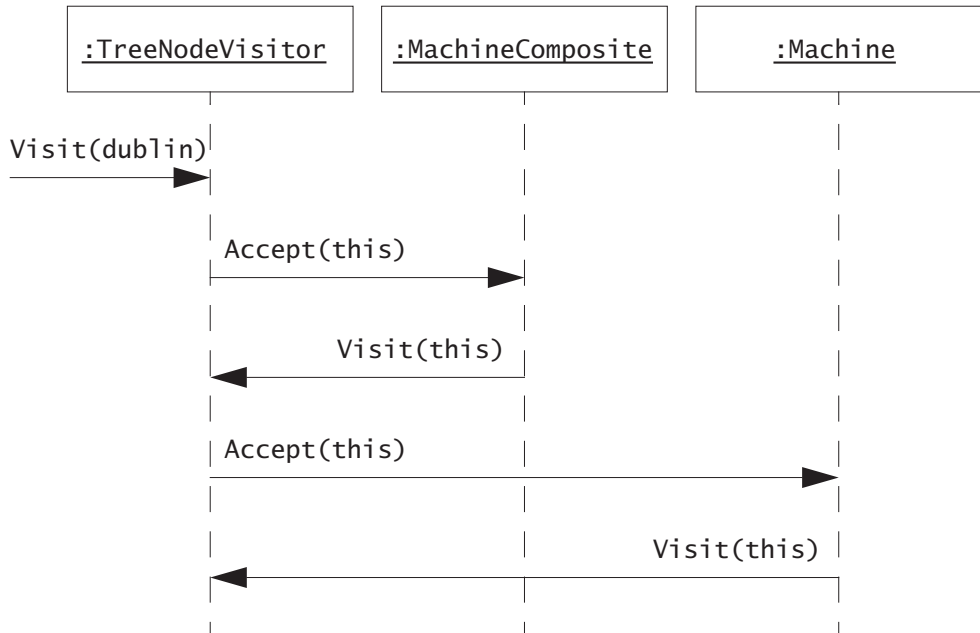 :TreeNodeVisitor
:MachineComposite
:Machine
Visit(dublin)
Accept(this)
Visit(this)
Accept(this)
Visit(this)